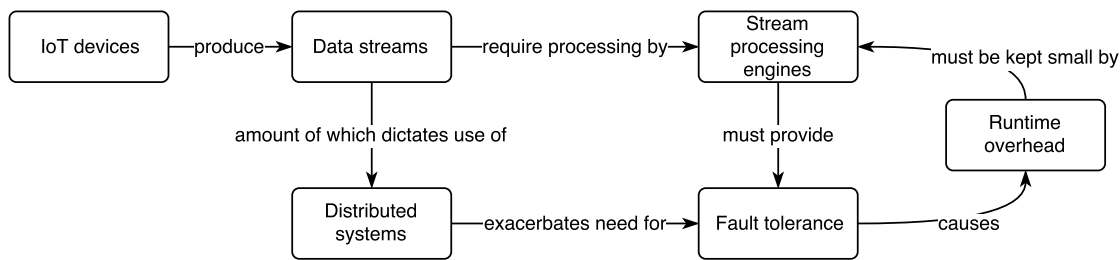 IoT devices
produce
Data streams
require processing by
Stream
processing
engines
must be kept small by
amount of which dictates use of
must provide
Runtime
overhead
Distributed
systems
exacerbates need for
Fault tolerance
causes